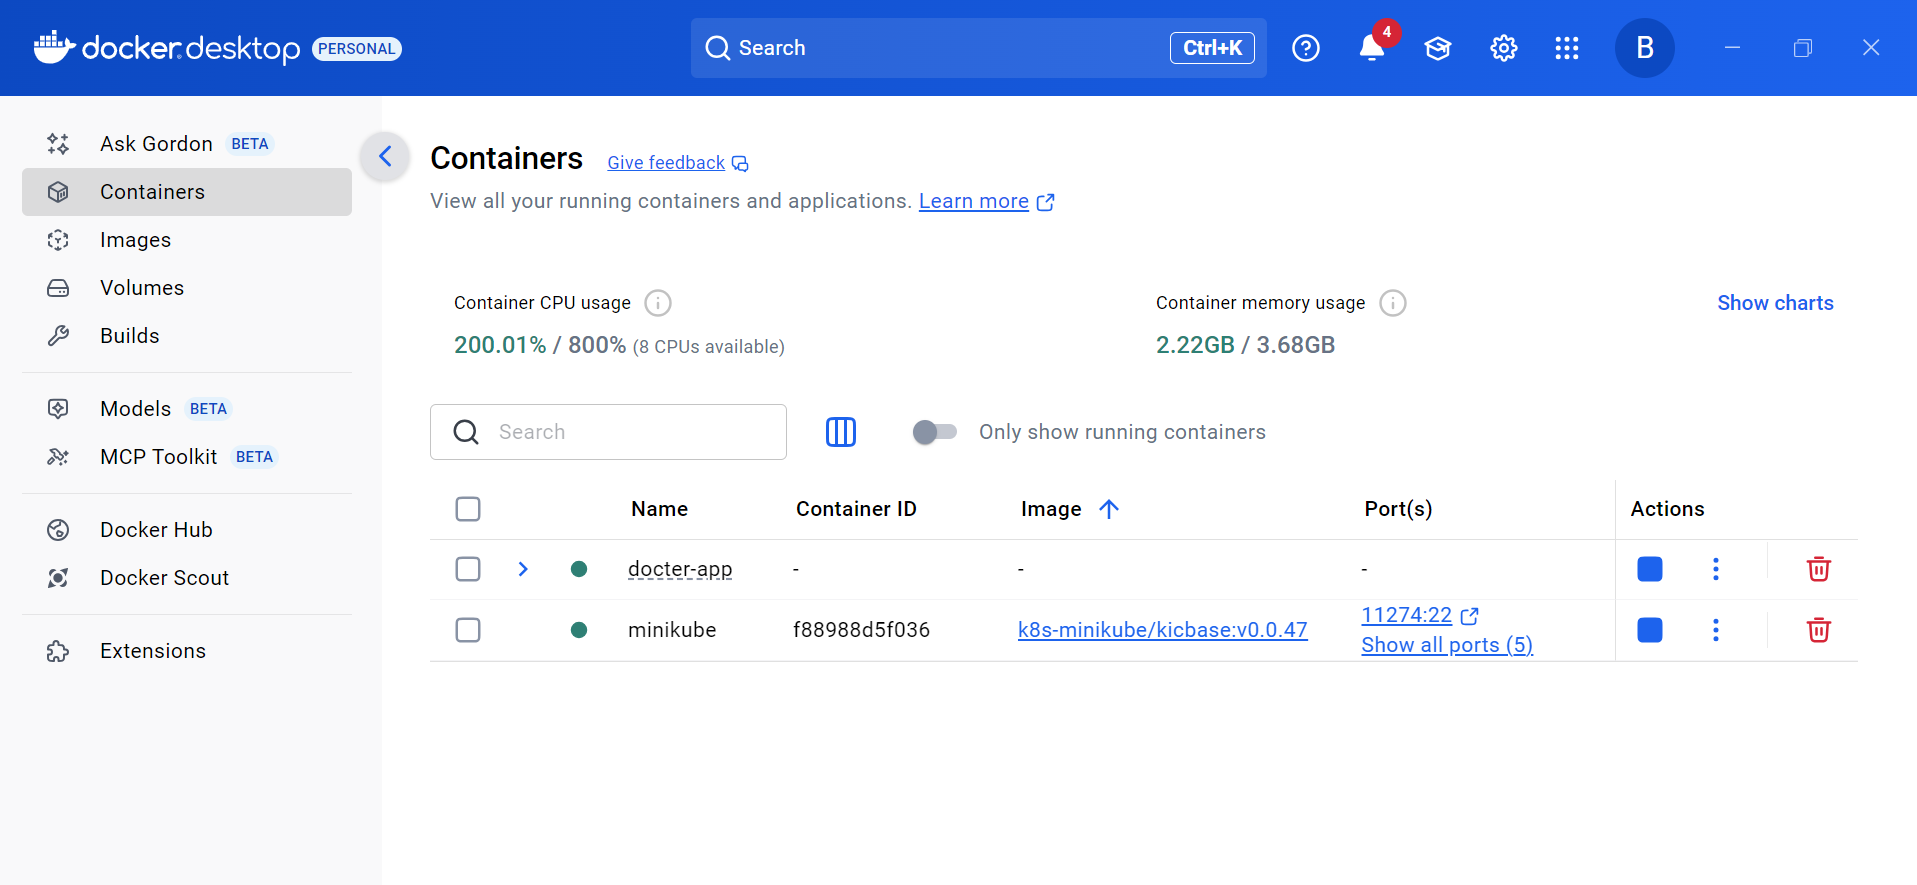 docker desktop PERSONAL
Search Ctrl+K
4
B
Ask Gordon BETA
Containers
Images
Volumes
Builds
Models BETA
MCP Toolkit BETA
Docker Hub
Docker Scout
Extensions
Containers Give feedback
View all your running containers and applications. Learn more
Container CPU usage
200.01% / 800% (8 CPUs available)
Container memory usage
2.22GB / 3.68GB
Show charts
Search
Only show running containers
Name Container ID Image Port(s) Actions
docter-app - - -
minikube f88988d5f036 k8s-minikube/kicbase:v0.0.47 11274:22
Show all ports (5)